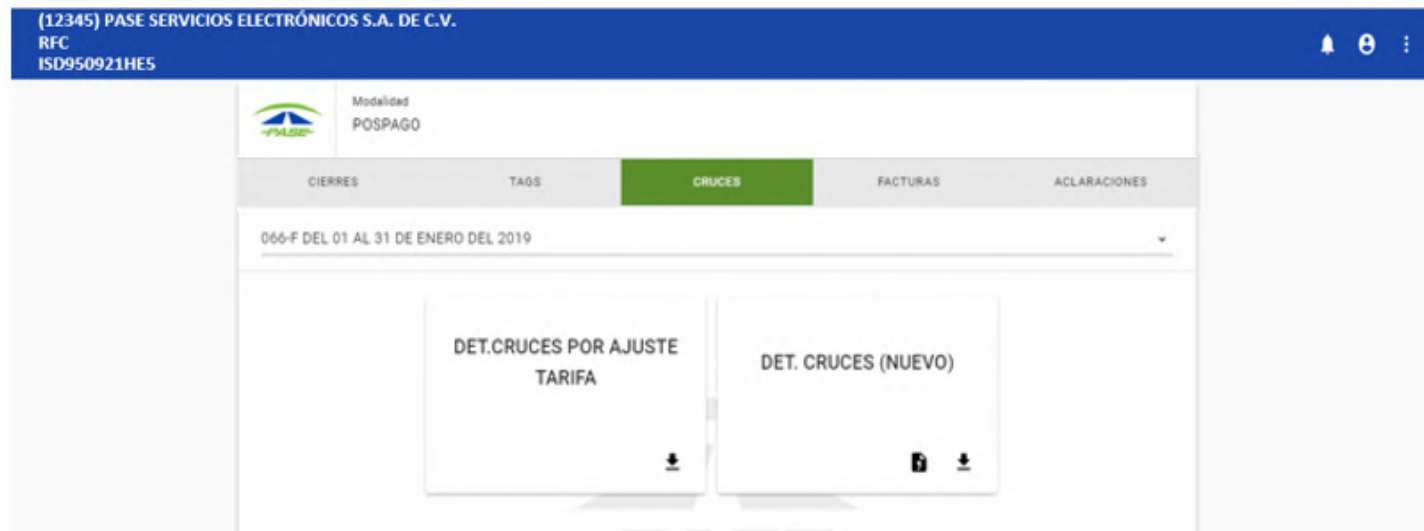 (12345) PASE SERVICIOS ELECTRÓNICOS S.A. DE C.V.
RFC
ISD950921HE5
PASE
Modalidad
POSPAGO
CIERRES TAGS CRUCES FACTURAS ACLARACIONES
066-F DEL 01 AL 31 DE ENERO DEL 2019
DET.CRUCES POR AJUSTE
TARIFA
DET. CRUCES (NUEVO)